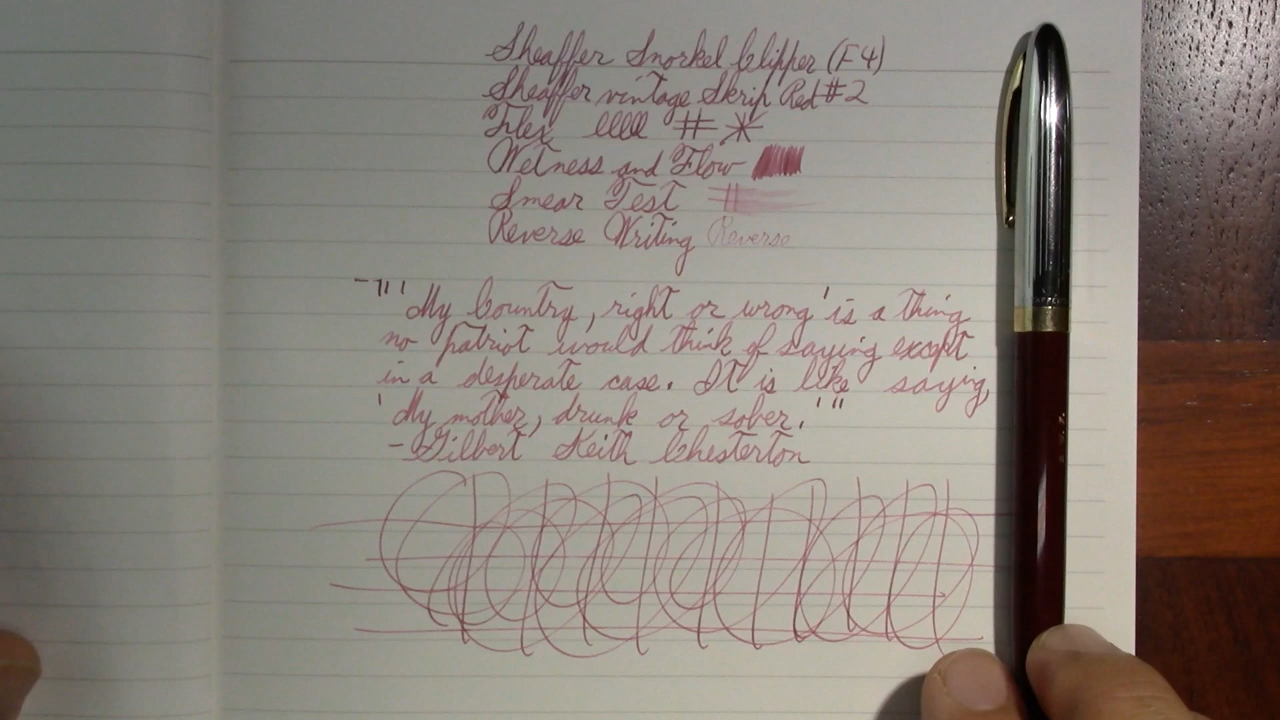 Sheaffer Snorkel Clipper (F4)
Sheaffer vintage Skrip Red #2
Flex llll # *
Wetness and Flow
Smear Test
Reverse Writing Reverse
"'My Country, right or wrong' is a thing
no patriot would think of saying except
in a desperate case. It is like saying,
'My mother, drunk or sober.'"
- Gilbert Keith Chesterton